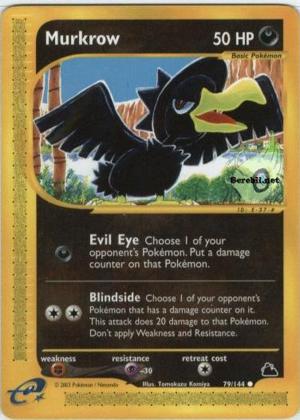 Murkrow 50 HP
Basic Pokémon
Serebii.net
ID: E-27-#
Evil Eye Choose 1 of your
opponent's Pokémon. Put a damage
counter on that Pokémon.
Blindside Choose 1 of your opponent's
Pokémon that has a damage counter on it.
This attack does 20 damage to that Pokémon.
Don't apply Weakness and Resistance.
weakness resistance retreat cost
-30
© 2003 Pokémon / Nintendo Illus. Tomokazu Komiya 79/144
e